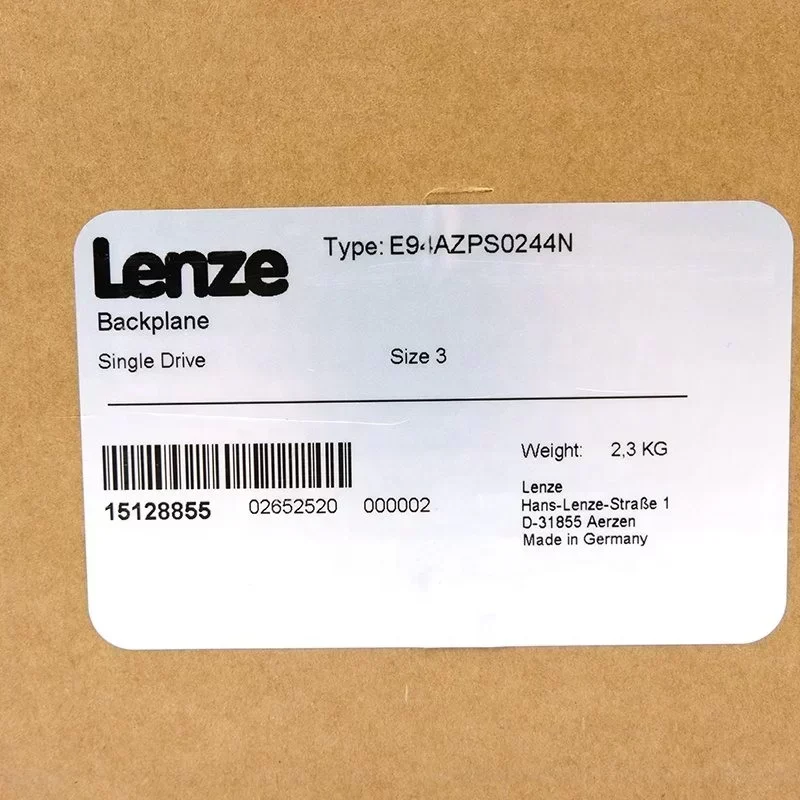 Lenze
Type: E94AZPS0244N
Backplane
Single Drive
Size 3
15128855
02652520
000002
Weight: 2,3 KG
Lenze
Hans-Lenze-Straße 1
D-31855 Aerzen
Made in Germany